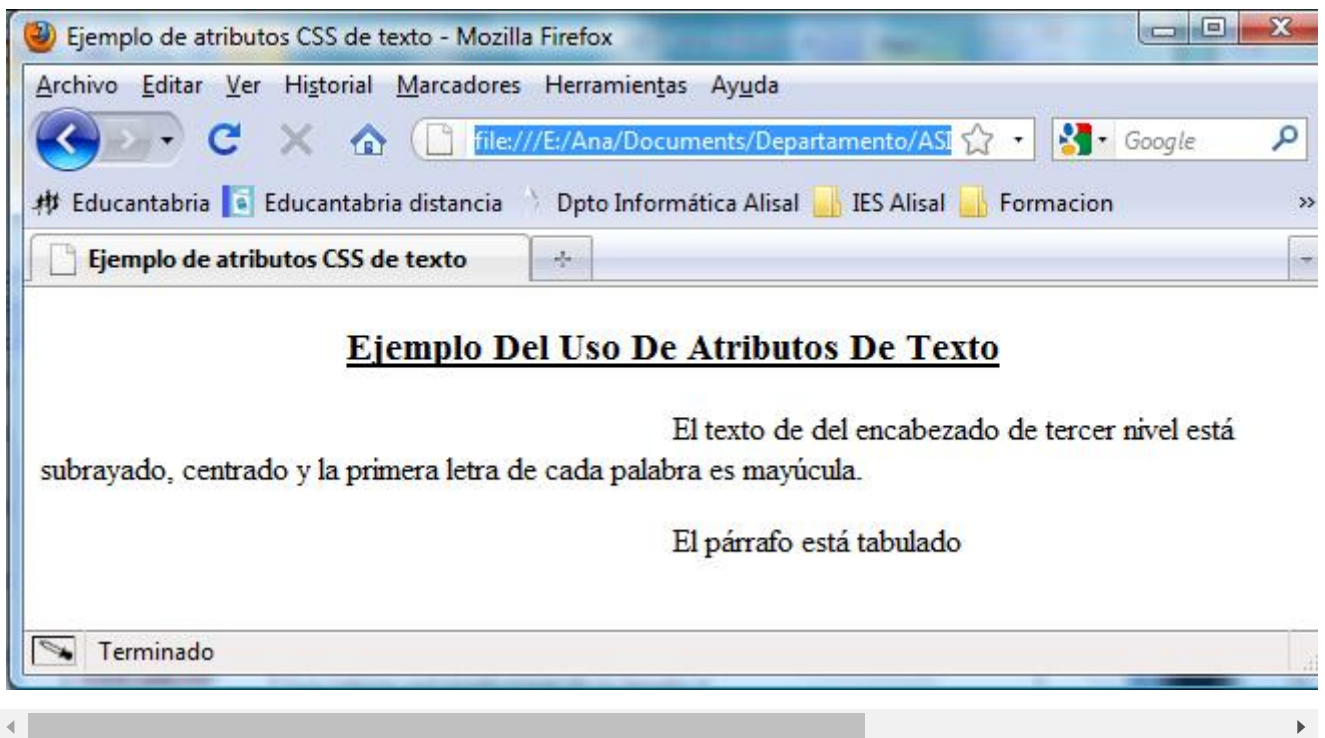 Ejemplo de atributos CSS de texto - Mozilla Firefox
Archivo Editar Ver Historial Marcadores Herramientas Ayuda
file:///E:/Ana/Documents/Departamento/ASI Google
Educantabria Educantabria distancia Dpto Informática Alisal IES Alisal Formacion »
Ejemplo de atributos CSS de texto
Ejemplo Del Uso De Atributos De Texto
El texto de del encabezado de tercer nivel está
subrayado, centrado y la primera letra de cada palabra es mayúcula.
El párrafo está tabulado
Terminado